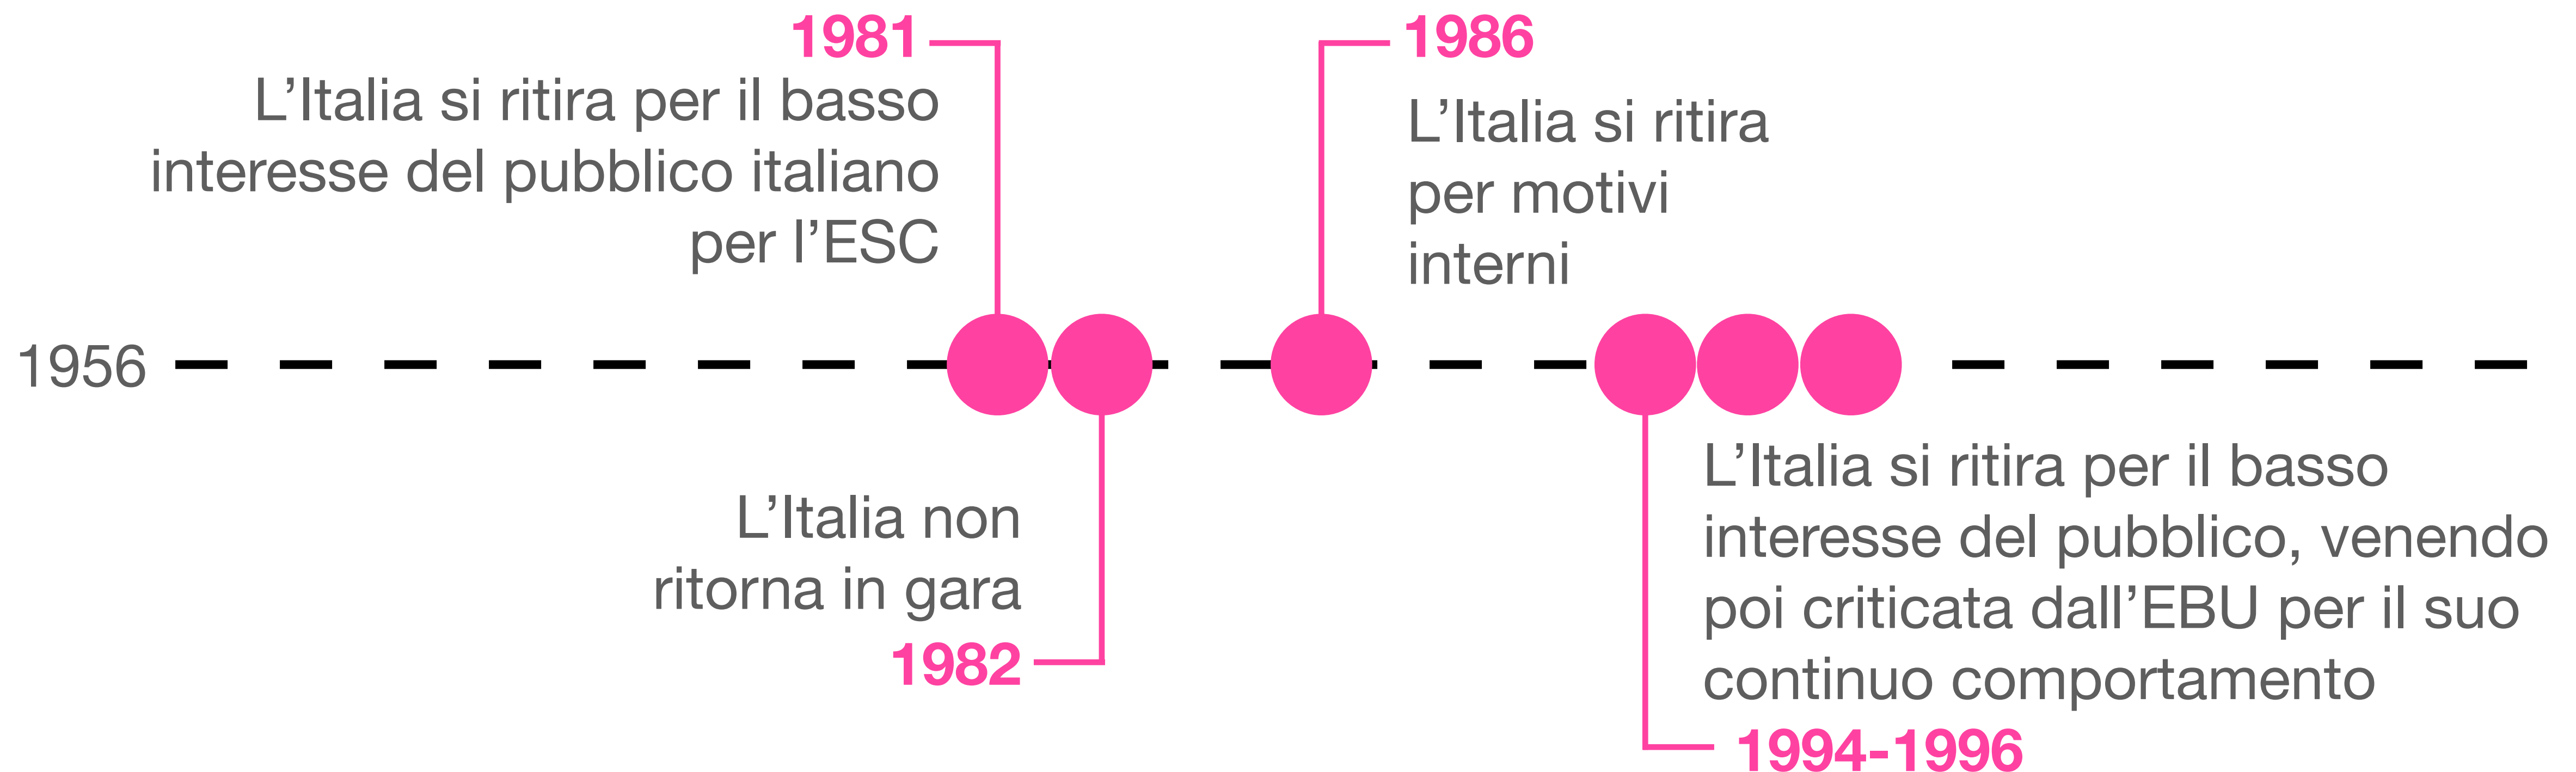 1981
L’Italia si ritira per il basso
interesse del pubblico italiano
per l’ESC
1986
L’Italia si ritira
per motivi
interni
1956
L’Italia non
ritorna in gara
1982
L’Italia si ritira per il basso
interesse del pubblico, venendo
poi criticata dall’EBU per il suo
continuo comportamento
1994-1996